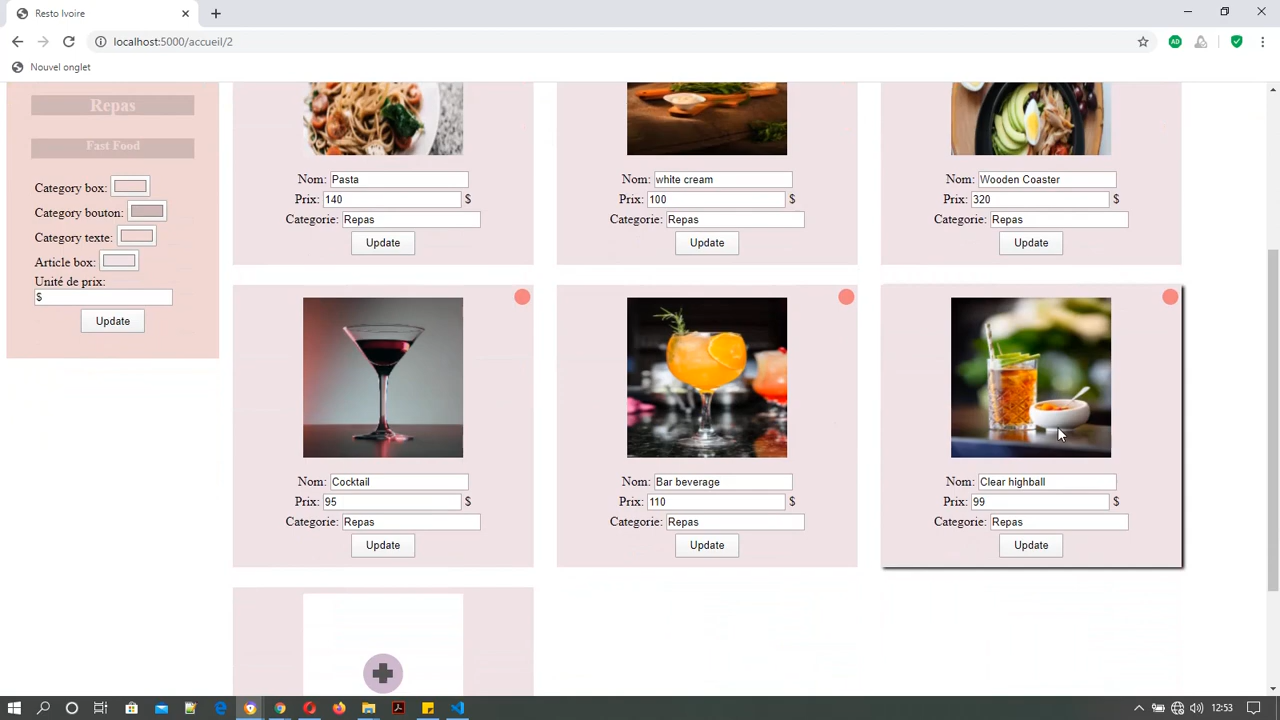 Resto Ivoire
localhost:5000/accueil/2
AD
Nouvel onglet
Repas
Fast Food
Category box:
Category bouton:
Category texte:
Article box:
Unité de prix:
$
Update
Nom: Pasta
Prix: 140 $
Categorie: Repas
Update
Nom: white cream
Prix: 100 $
Categorie: Repas
Update
Nom: Wooden Coaster
Prix: 320 $
Categorie: Repas
Update
Nom: Cocktail
Prix: 95 $
Categorie: Repas
Update
Nom: Bar beverage
Prix: 110 $
Categorie: Repas
Update
Nom: Clear highball
Prix: 99 $
Categorie: Repas
Update
12:53